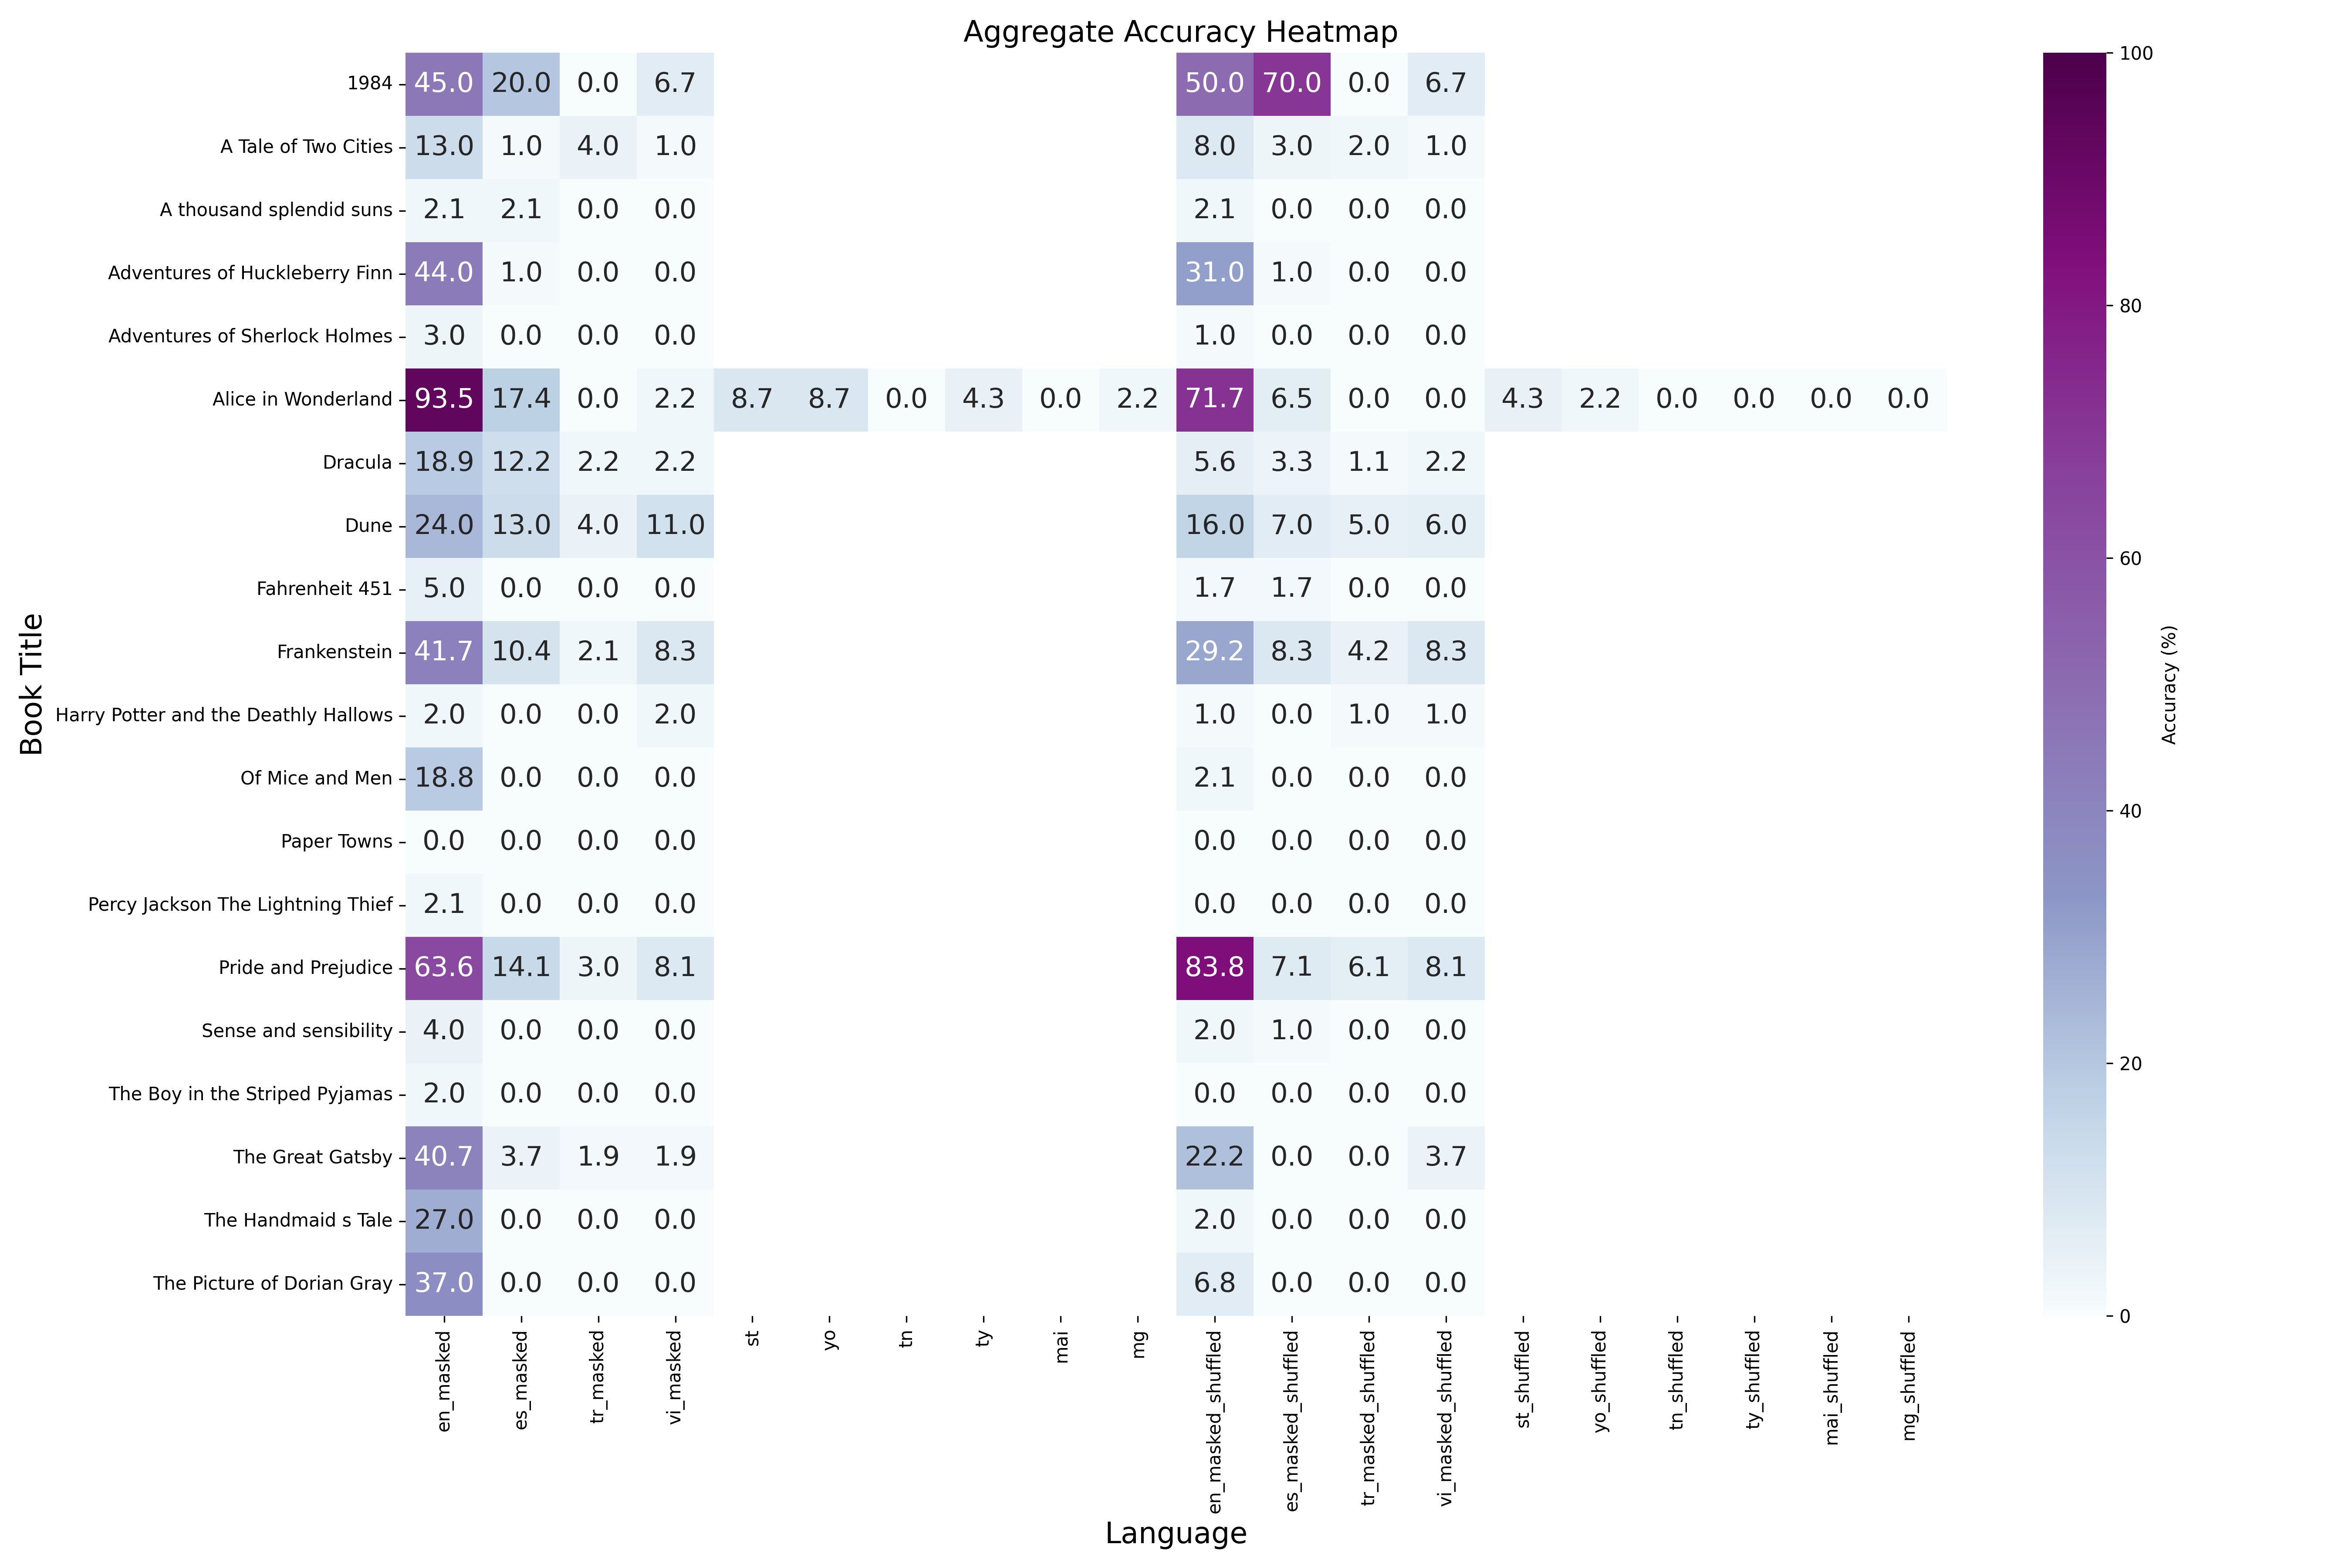 Aggregate Accuracy Heatmap
Book Title
1984 45.0 20.0 0.0 6.7 50.0 70.0 0.0 6.7
A Tale of Two Cities 13.0 1.0 4.0 1.0 8.0 3.0 2.0 1.0
A thousand splendid suns 2.1 2.1 0.0 0.0 2.1 0.0 0.0 0.0
Adventures of Huckleberry Finn 44.0 1.0 0.0 0.0 31.0 1.0 0.0 0.0
Adventures of Sherlock Holmes 3.0 0.0 0.0 0.0 1.0 0.0 0.0 0.0
Alice in Wonderland 93.5 17.4 0.0 2.2 8.7 8.7 0.0 4.3 0.0 2.2 71.7 6.5 0.0 0.0 4.3 2.2 0.0 0.0 0.0 0.0
Dracula 18.9 12.2 2.2 2.2 5.6 3.3 1.1 2.2
Dune 24.0 13.0 4.0 11.0 16.0 7.0 5.0 6.0
Fahrenheit 451 5.0 0.0 0.0 0.0 1.7 1.7 0.0 0.0
Frankenstein 41.7 10.4 2.1 8.3 29.2 8.3 4.2 8.3
Harry Potter and the Deathly Hallows 2.0 0.0 0.0 2.0 1.0 0.0 1.0 1.0
Of Mice and Men 18.8 0.0 0.0 0.0 2.1 0.0 0.0 0.0
Paper Towns 0.0 0.0 0.0 0.0 0.0 0.0 0.0 0.0
Percy Jackson The Lightning Thief 2.1 0.0 0.0 0.0 0.0 0.0 0.0 0.0
Pride and Prejudice 63.6 14.1 3.0 8.1 83.8 7.1 6.1 8.1
Sense and sensibility 4.0 0.0 0.0 0.0 2.0 1.0 0.0 0.0
The Boy in the Striped Pyjamas 2.0 0.0 0.0 0.0 0.0 0.0 0.0 0.0
The Great Gatsby 40.7 3.7 1.9 1.9 22.2 0.0 0.0 3.7
The Handmaid s Tale 27.0 0.0 0.0 0.0 2.0 0.0 0.0 0.0
The Picture of Dorian Gray 37.0 0.0 0.0 0.0 6.8 0.0 0.0 0.0
en_masked
es_masked
tr_masked
vi_masked
st
yo
tn
ty
mai
mg
en_masked_shuffled
es_masked_shuffled
tr_masked_shuffled
vi_masked_shuffled
st_shuffled
yo_shuffled
tn_shuffled
ty_shuffled
mai_shuffled
mg_shuffled
Language
100
80
60
40
20
0
Accuracy (%)